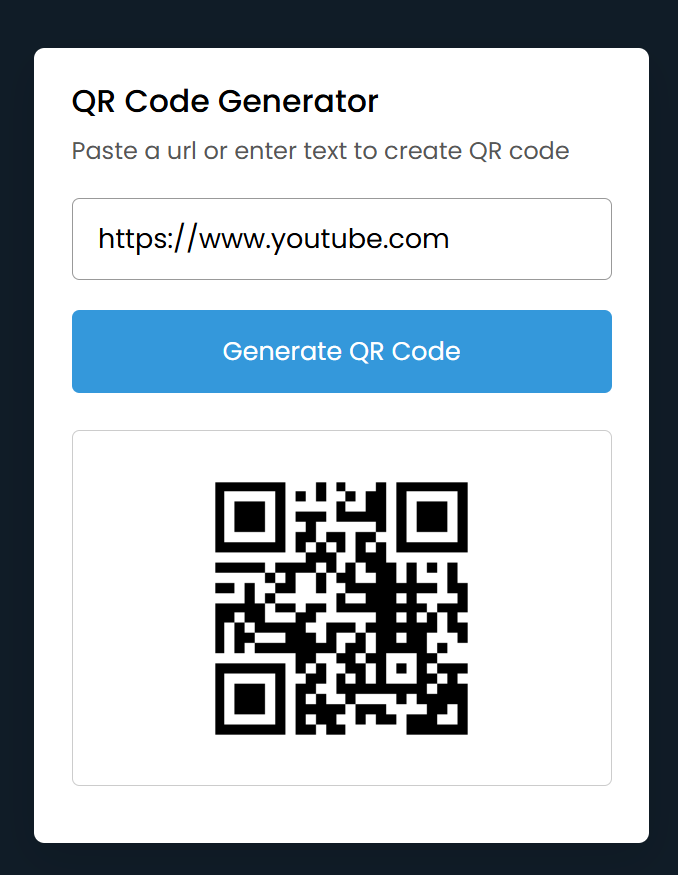 QR Code Generator
Paste a url or enter text to create QR code
https://www.youtube.com
Generate QR Code